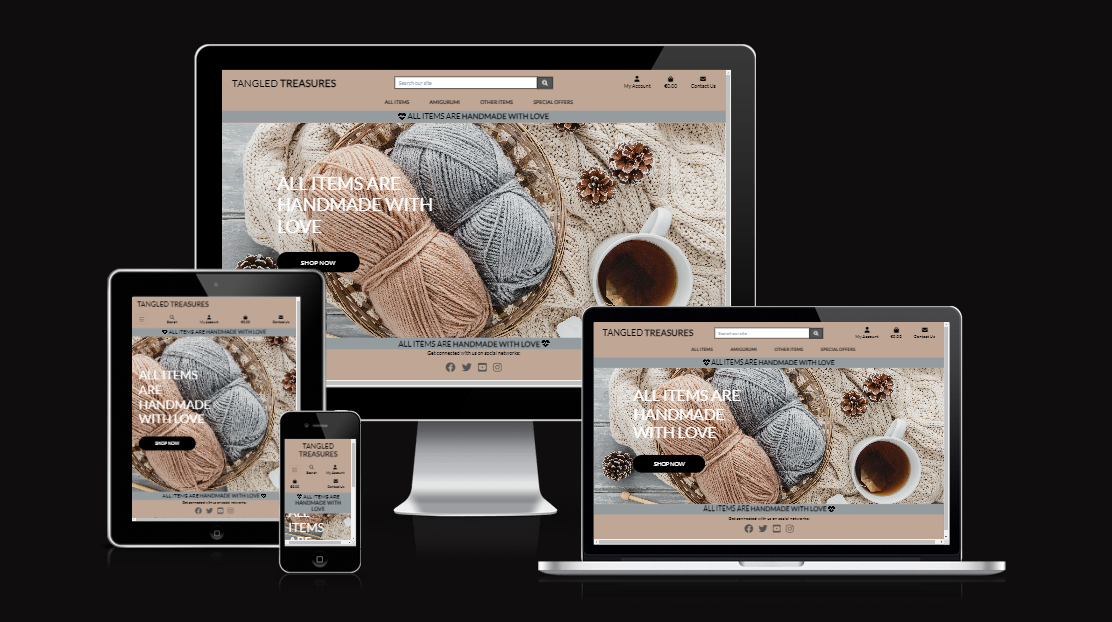 TANGLED TREASURES
Search our site
My Account
€0.00
Contact Us
ALL ITEMS
AMIGURUMI
OTHER ITEMS
SPECIAL OFFERS
ALL ITEMS ARE HANDMADE WITH LOVE
ALL ITEMS ARE
HANDMADE WITH
LOVE
SHOP NOW
ALL ITEMS ARE HANDMADE WITH LOVE
Get connected with us on social networks:
TANGLED TREASURES
Search
My Account
€0.00
Contact Us
ALL ITEMS ARE HANDMADE WITH LOVE
ALL ITEMS
ARE
HANDMADE
WITH LOVE
SHOP NOW
ALL ITEMS ARE HANDMADE WITH LOVE
Get connected with us on social networks:
TANGLED
TREASURES
Search
My Account
€0.00
Contact Us
ALL ITEMS ARE
HANDMADE WITH
LOVE
ALL
ITEMS
ARE
TANGLED TREASURES
Search our site
My Account
€0.00
Contact Us
ALL ITEMS
AMIGURUMI
OTHER ITEMS
SPECIAL OFFERS
ALL ITEMS ARE HANDMADE WITH LOVE
ALL ITEMS ARE
HANDMADE
WITH LOVE
SHOP NOW
ALL ITEMS ARE HANDMADE WITH LOVE
Get connected with us on social networks: